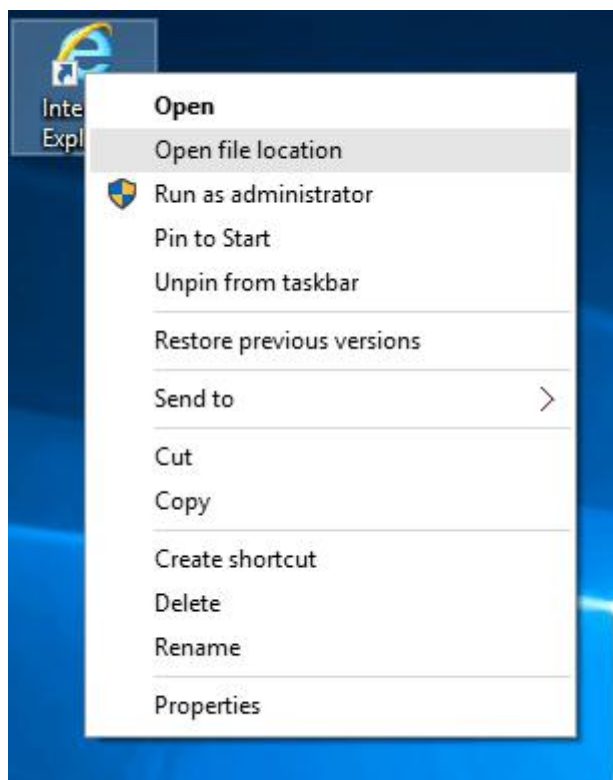 Inte
Expl
Open
Open file location
Run as administrator
Pin to Start
Unpin from taskbar
Restore previous versions
Send to
Cut
Copy
Create shortcut
Delete
Rename
Properties